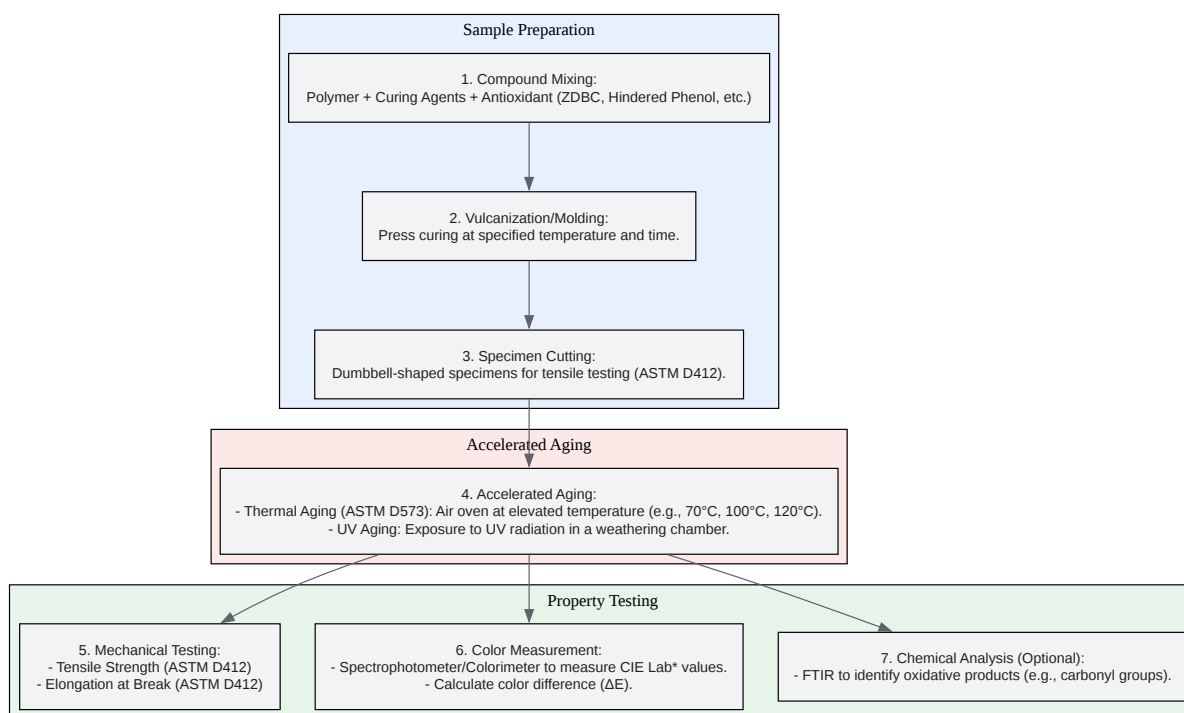 Sample Preparation
1. Compound Mixing:
Polymer + Curing Agents + Antioxidant (ZDBC, Hindered Phenol, etc.)
2. Vulcanization/Molding:
Press curing at specified temperature and time.
3. Specimen Cutting:
Dumbbell-shaped specimens for tensile testing (ASTM D412).
Accelerated Aging
4. Accelerated Aging:
- Thermal Aging (ASTM D573): Air oven at elevated temperature (e.g., 70°C, 100°C, 120°C).
- UV Aging: Exposure to UV radiation in a weathering chamber.
Property Testing
5. Mechanical Testing:
- Tensile Strength (ASTM D412)
- Elongation at Break (ASTM D412)
6. Color Measurement:
- Spectrophotometer/Colorimeter to measure CIE Lab* values.
- Calculate color difference (ΔE).
7. Chemical Analysis (Optional):
- FTIR to identify oxidative products (e.g., carbonyl groups).